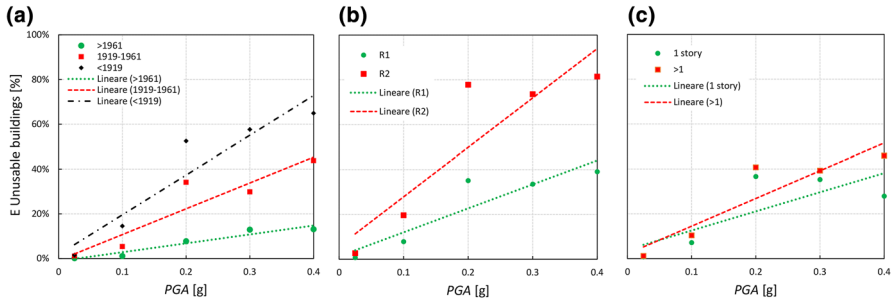 (a)
E Unusable buildings [%]
100%
80%
60%
40%
20%
0%
>1961
1919-1961
<1919
Lineare (>1961)
Lineare (1919-1961)
Lineare (<1919)
0 0.1 0.2 0.3 0.4
PGA [g]
(b)
R1
R2
Lineare (R1)
Lineare (R2)
0 0.1 0.2 0.3 0.4
PGA [g]
(c)
1 story
>1
Lineare (1 story)
Lineare (>1)
0 0.1 0.2 0.3 0.4
PGA [g]